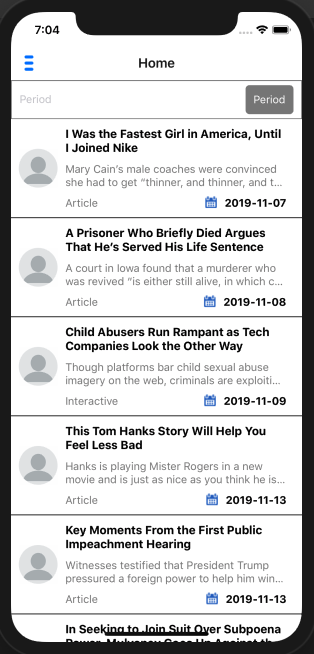 7:04
Home
Period
Period
I Was the Fastest Girl in America, Until
I Joined Nike
Mary Cain's male coaches were convinced
she had to get “thinner, and thinner, and t...
Article
2019-11-07
A Prisoner Who Briefly Died Argues
That He's Served His Life Sentence
A court in Iowa found that a murderer who
was revived “is either still alive, in which c...
Article
2019-11-08
Child Abusers Run Rampant as Tech
Companies Look the Other Way
Though platforms bar child sexual abuse
imagery on the web, criminals are exploiti...
Interactive
2019-11-09
This Tom Hanks Story Will Help You
Feel Less Bad
Hanks is playing Mister Rogers in a new
movie and is just as nice as you think he is...
Article
2019-11-13
Key Moments From the First Public
Impeachment Hearing
Witnesses testified that President Trump
pressured a foreign power to help him win...
Article
2019-11-13
In Seeking to Join Suit Over Subpoena
Power, Mulvaney Goes Up Against the